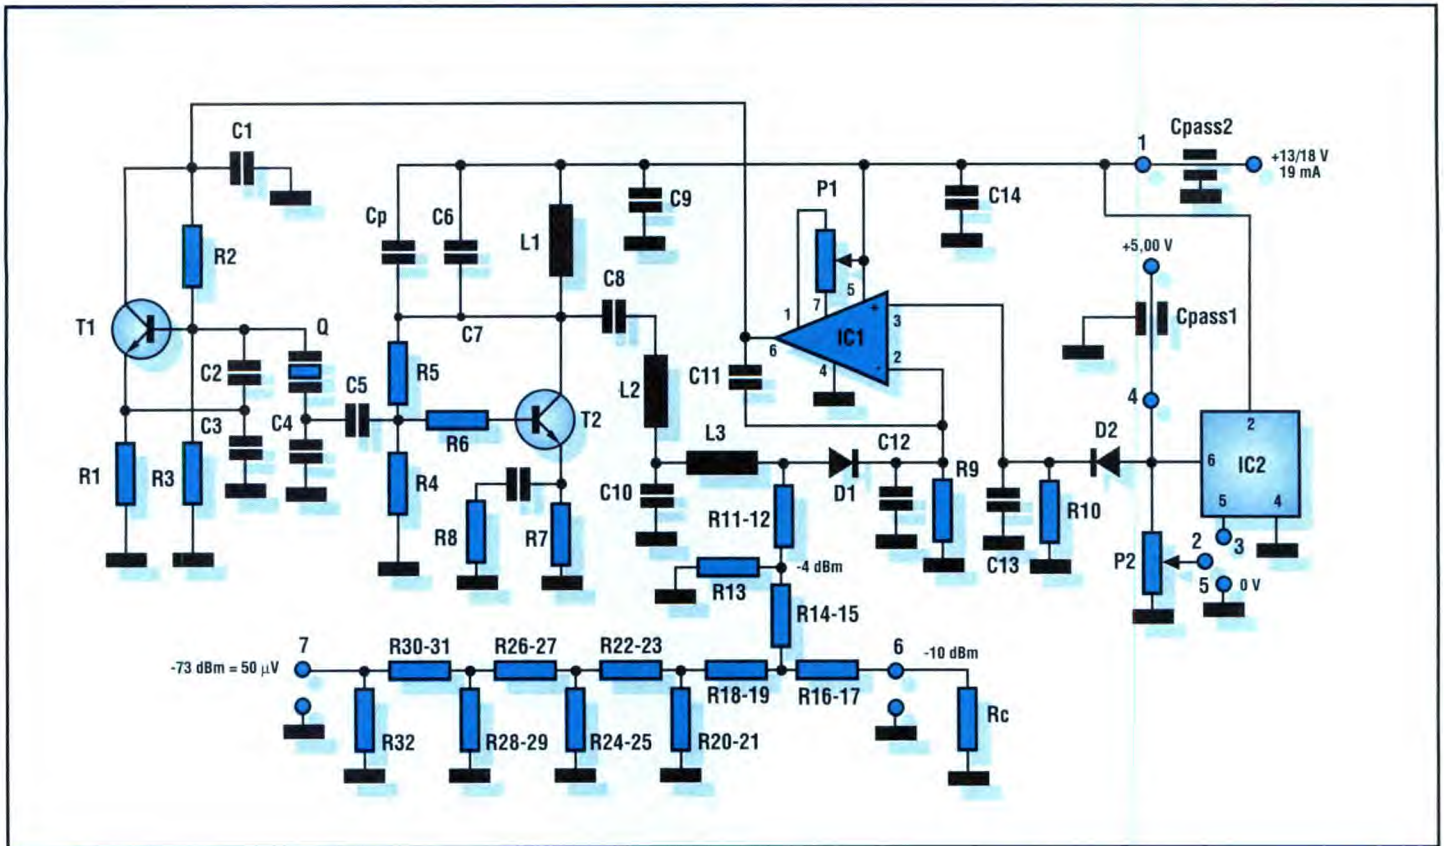 C1
Cpass2
1
+13/18 V
19 mA
P1
Cp
C6
C9
C14
L1
R2
+5,00 V
C8
5
7
1
T1
Q
C7
IC1
+
3
Cpass1
6
2
-
4
C2
R5
C11
L2
4
C5
T2
2
C3
C4
R6
L3
C12
D2
6
IC2
R1
R3
R4
C10
D1
R9
5
4
R11-12
R10
R8
R7
2
3
P2
-4 dBm
C13
5
0 V
R13
R14-15
7
R30-31
R26-27
R22-23
6
-10 dBm
-73 dBm = 50 µV
R18-19
R16-17
Rc
R32
R28-29
R24-25
R20-21